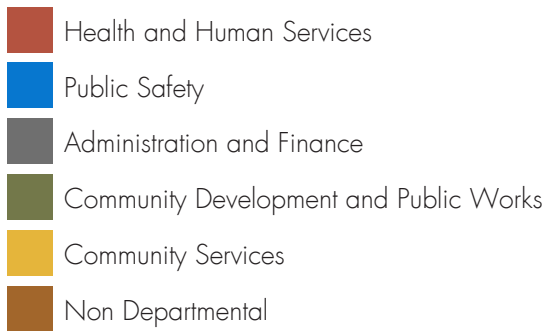 Health and Human Services
Public Safety
Administration and Finance
Community Development and Public Works
Community Services
Non Departmental